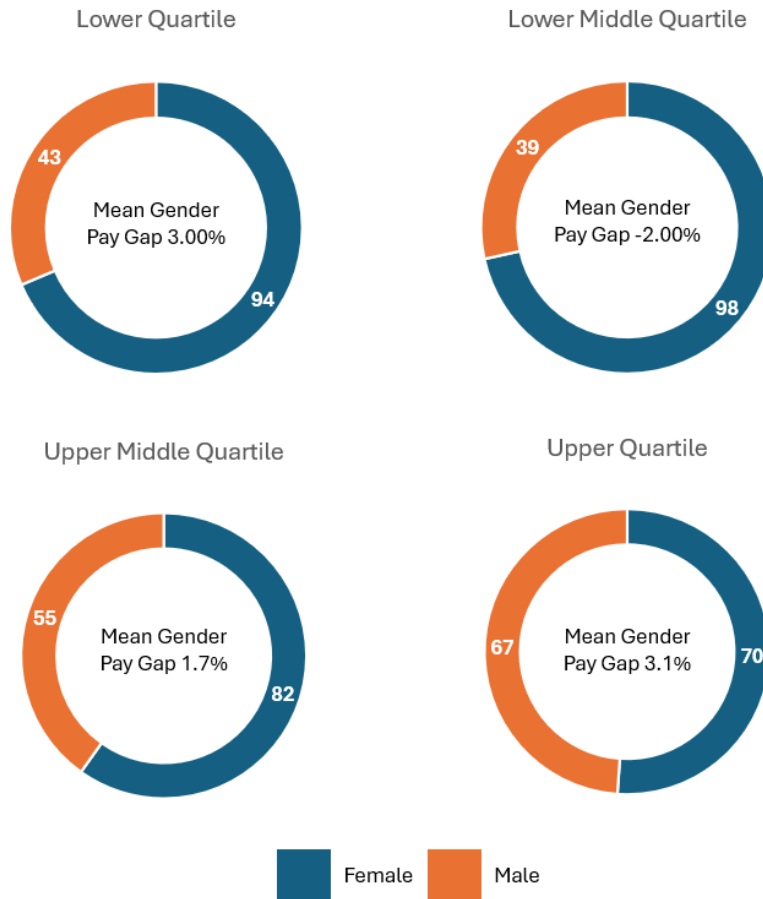 Lower Quartile
43
Mean Gender
Pay Gap 3.00%
94
Lower Middle Quartile
39
Mean Gender
Pay Gap -2.00%
98
Upper Middle Quartile
55
Mean Gender
Pay Gap 1.7%
82
Upper Quartile
67
Mean Gender
Pay Gap 3.1%
70
Female
Male